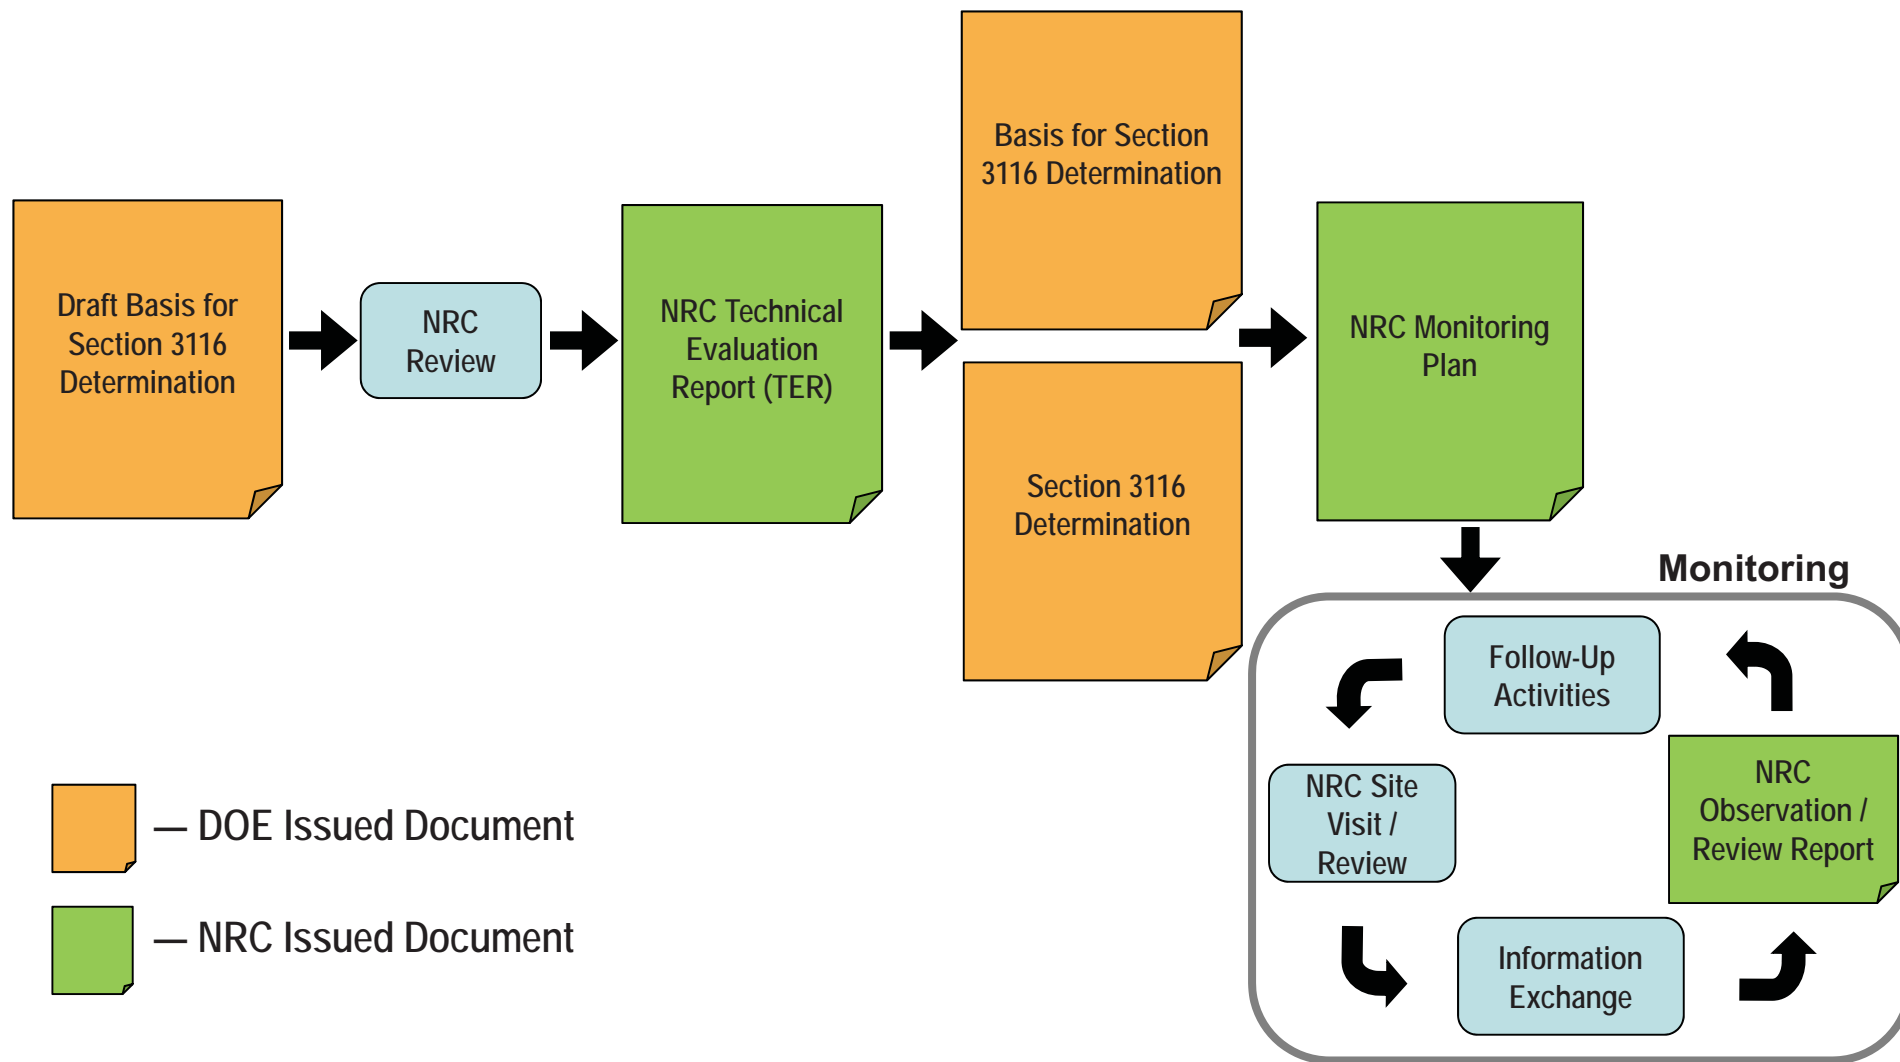 Draft Basis for
Section 3116
Determination
NRC
Review
NRC Technical
Evaluation
Report (TER)
Basis for Section
3116 Determination
Section 3116
Determination
NRC Monitoring
Plan
Monitoring
Follow-Up
Activities
NRC Site
Visit /
Review
Information
Exchange
NRC
Observation /
Review Report
— DOE Issued Document
— NRC Issued Document